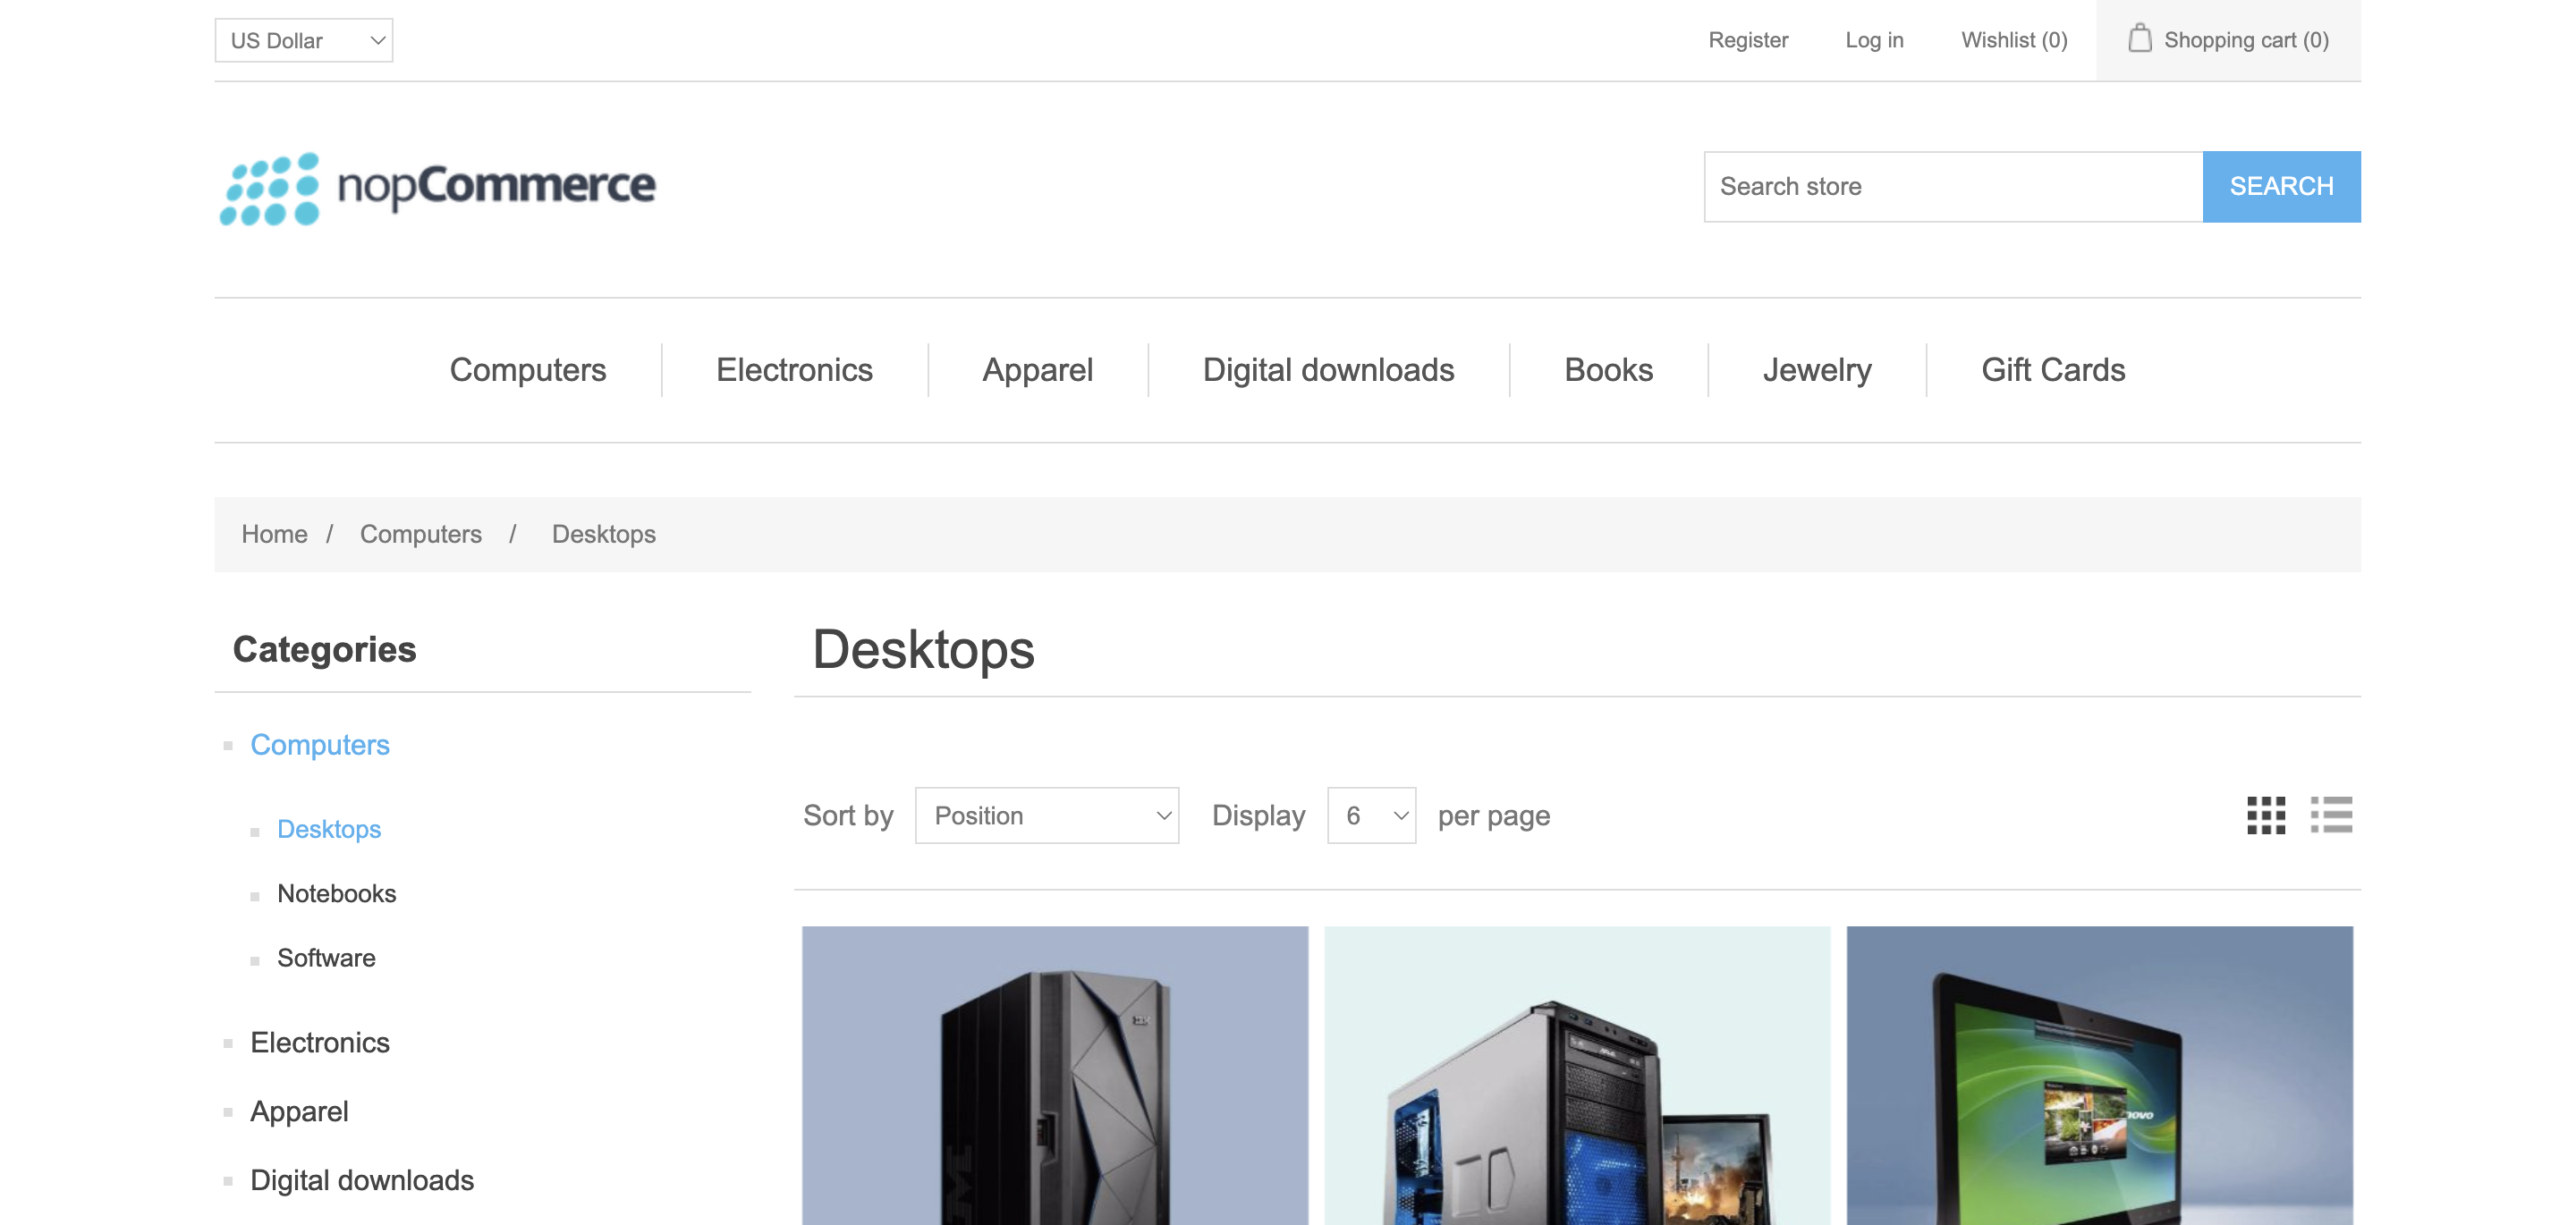 US Dollar
Register Log in Wishlist (0) Shopping cart (0)
nopCommerce
Search store SEARCH
Computers Electronics Apparel Digital downloads Books Jewelry Gift Cards
Home / Computers / Desktops
Categories
Desktops
Computers
Sort by Position Display 6 per page
Desktops
Notebooks
Software
Electronics
Apparel
Digital downloads
IBM